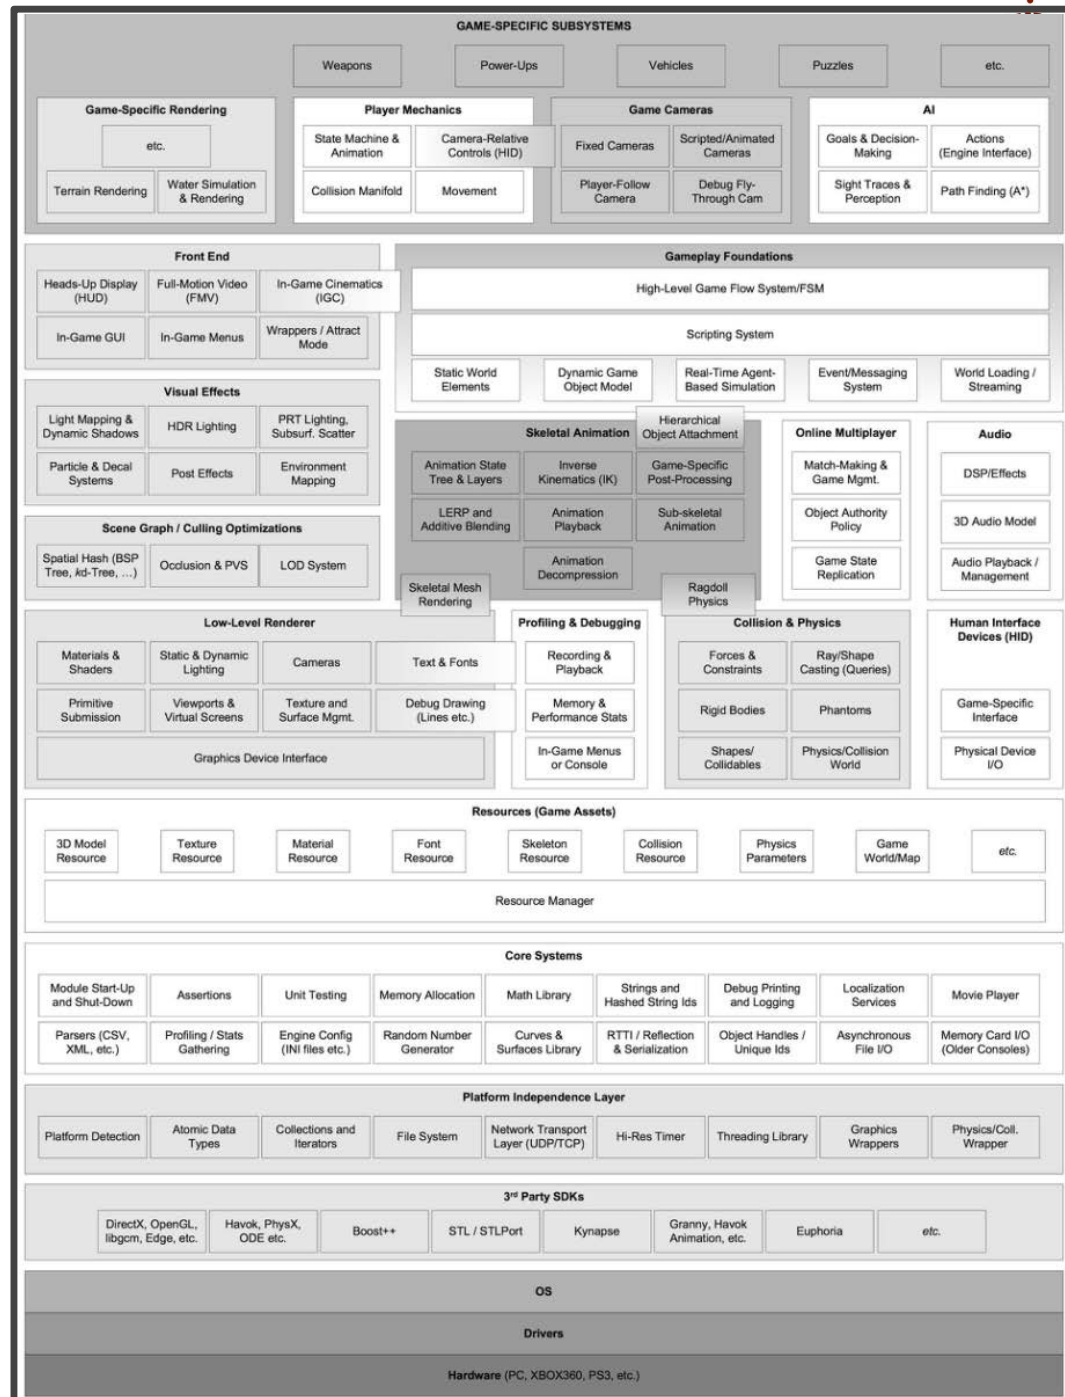 GAME-SPECIFIC SUBSYSTEMS
Weapons
Power-Ups
Vehicles
Puzzles
etc.
Game-Specific Rendering
etc.
Terrain Rendering
Water Simulation
& Rendering
Player Mechanics
State Machine &
Animation
Camera-Relative
Controls (HID)
Collision Manifold
Movement
Game Cameras
Fixed Cameras
Scripted/Animated
Cameras
Player-Follow
Camera
Debug Fly-
Through Cam
AI
Goals & Decision-
Making
Actions
(Engine Interface)
Sight Traces &
Perception
Path Finding (A*)
Front End
Heads-Up Display
(HUD)
Full-Motion Video
(FMV)
In-Game Cinematics
(IGC)
In-Game GUI
In-Game Menus
Wrappers / Attract
Mode
Gameplay Foundations
High-Level Game Flow System/FSM
Scripting System
Static World
Elements
Dynamic Game
Object Model
Real-Time Agent-
Based Simulation
Event/Messaging
System
World Loading /
Streaming
Visual Effects
Light Mapping &
Dynamic Shadows
HDR Lighting
PRT Lighting,
Subsurf. Scatter
Particle & Decal
Systems
Post Effects
Environment
Mapping
Hierarchical
Object Attachment
Skeletal Animation
Animation State
Tree & Layers
Inverse
Kinematics (IK)
Game-Specific
Post-Processing
LERP and
Additive Blending
Animation
Playback
Sub-skeletal
Animation
Animation
Decompression
Online Multiplayer
Match-Making &
Game Mgmt.
Object Authority
Policy
Game State
Replication
Audio
DSP/Effects
3D Audio Model
Audio Playback /
Management
Scene Graph / Culling Optimizations
Spatial Hash (BSP
Tree, kd-Tree, ...)
Occlusion & PVS
LOD System
Skeletal Mesh
Rendering
Ragdoll
Physics
Low-Level Renderer
Materials &
Shaders
Static & Dynamic
Lighting
Cameras
Text & Fonts
Primitive
Submission
Viewports &
Virtual Screens
Texture and
Surface Mgmt.
Debug Drawing
(Lines etc.)
Graphics Device Interface
Profiling & Debugging
Recording &
Playback
Memory &
Performance Stats
In-Game Menus
or Console
Collision & Physics
Forces &
Constraints
Ray/Shape
Casting (Queries)
Rigid Bodies
Phantoms
Shapes/
Collidables
Physics/Collision
World
Human Interface
Devices (HID)
Game-Specific
Interface
Physical Device
I/O
Resources (Game Assets)
3D Model
Resource
Texture
Resource
Material
Resource
Font
Resource
Skeleton
Resource
Collision
Resource
Physics
Parameters
Game
World/Map
etc.
Resource Manager
Core Systems
Module Start-Up
and Shut-Down
Assertions
Unit Testing
Memory Allocation
Math Library
Strings and
Hashed String Ids
Debug Printing
and Logging
Localization
Services
Movie Player
Parsers (CSV,
XML, etc.)
Profiling / Stats
Gathering
Engine Config
(INI files etc.)
Random Number
Generator
Curves &
Surfaces Library
RTTI / Reflection
& Serialization
Object Handles /
Unique Ids
Asynchronous
File I/O
Memory Card I/O
(Older Consoles)
Platform Independence Layer
Platform Detection
Atomic Data
Types
Collections and
Iterators
File System
Network Transport
Layer (UDP/TCP)
Hi-Res Timer
Threading Library
Graphics
Wrappers
Physics/Coll.
Wrapper
3rd Party SDKs
DirectX, OpenGL,
libgcm, Edge, etc.
Havok, PhysX,
ODE etc.
Boost++
STL / STLPort
Kynapse
Granny, Havok
Animation, etc.
Euphoria
etc.
OS
Drivers
Hardware (PC, XBOX360, PS3, etc.)